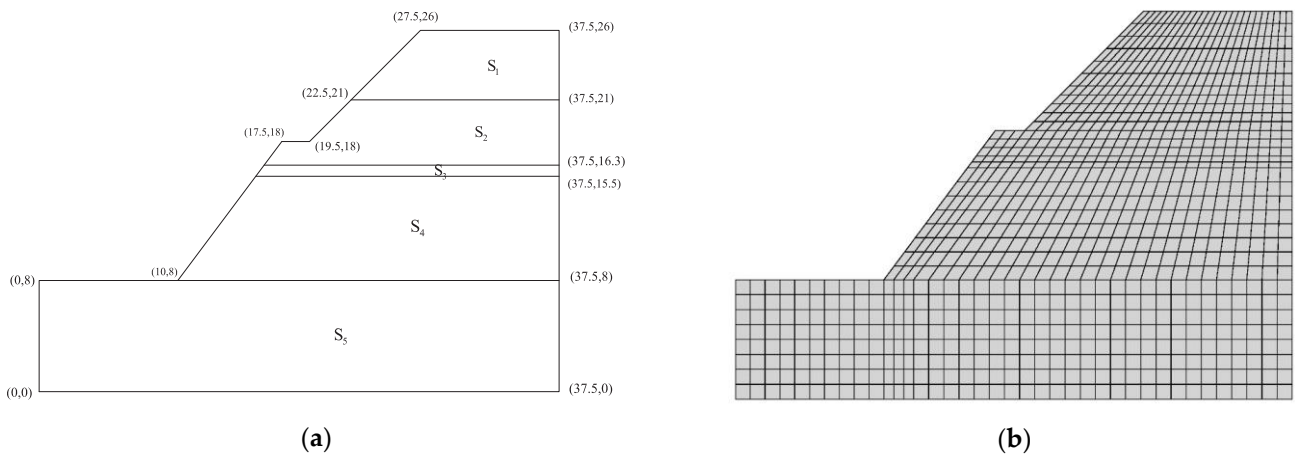 (27.5,26)
(37.5,26)
S1
(22.5,21)
(37.5,21)
(17.5,18)
S2
(19.5,18)
(37.5,16.3)
S3
(37.5,15.5)
S4
(10,8)
(0,8)
(37.5,8)
S5
(0,0)
(37.5,0)
(a)
(b)